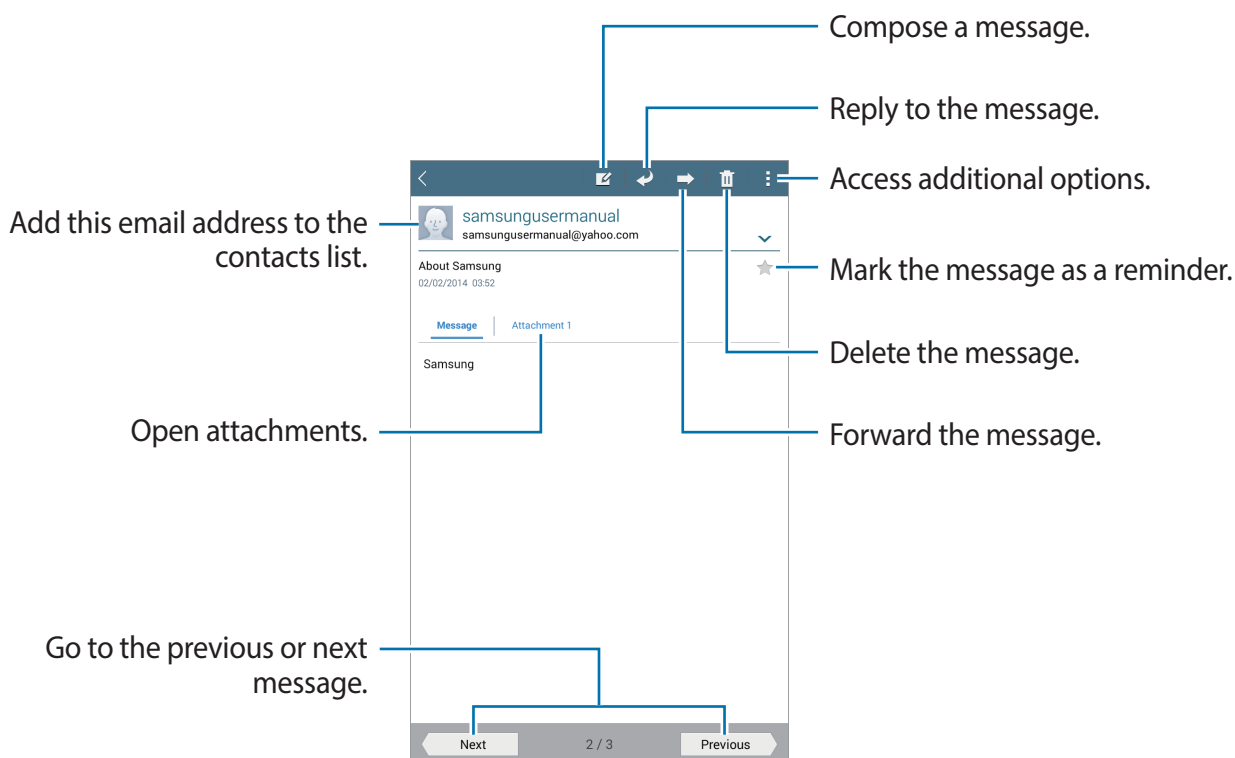 Compose a message.
Reply to the message.
Access additional options.
Add this email address to the
contacts list.
samsungusermanual
samsungusermanual@yahoo.com
About Samsung
02/02/2014 03:52
Mark the message as a reminder.
Message
Attachment 1
Delete the message.
Samsung
Open attachments.
Forward the message.
Go to the previous or next
message.
Next
2 / 3
Previous